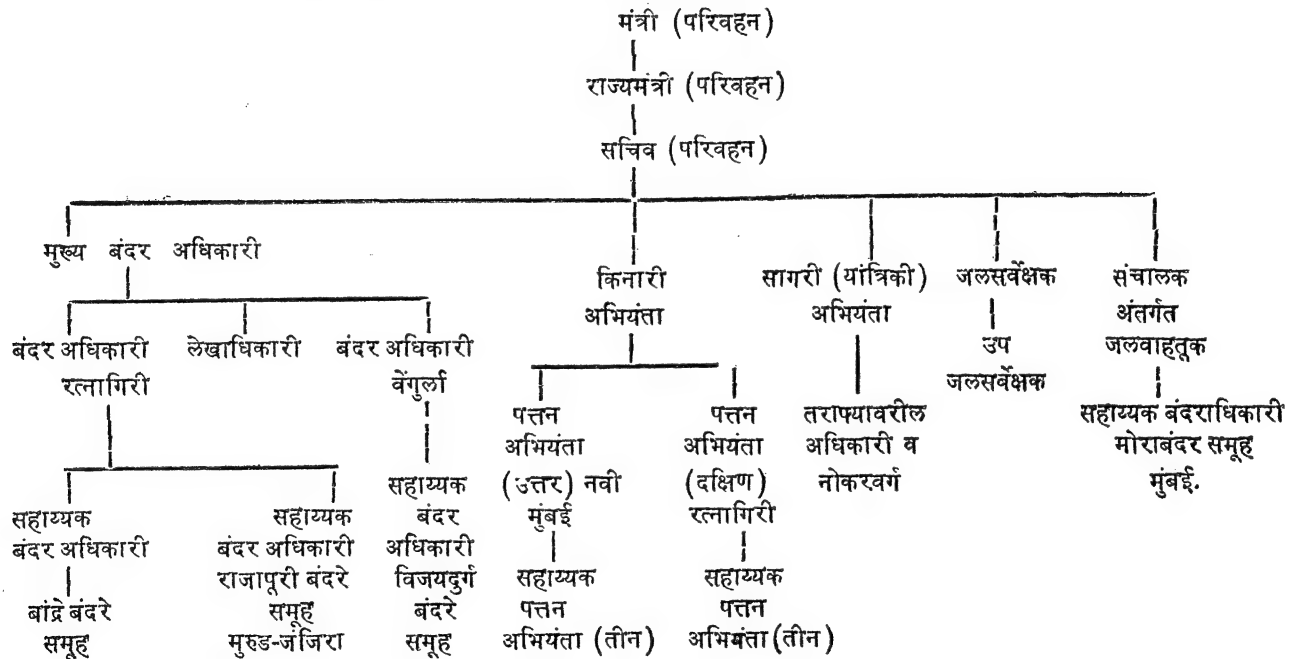 मंत्री (परिवहन)
राज्यमंत्री (परिवहन)
सचिव (परिवहन)
मुख्य बंदर अधिकारी
बंदर अधिकारी
रत्नागिरी
सहाय्यक
बंदर अधिकारी
बांद्रे बंदरे
समूह
सहाय्यक
बंदर अधिकारी
राजापूरी बंदरे
समूह
मुरुड-जंजिरा
लेखाधिकारी
बंदर अधिकारी
वेंगुर्ला
सहाय्यक
बंदर
अधिकारी
विजयदुर्ग
बंदरे
समूह
किनारी
अभियंता
पत्तन
अभियंता
(उत्तर) नवी
मुंबई
सहाय्यक
पत्तन
अभियंता (तीन)
पत्तन
अभियंता
(दक्षिण)
रत्नागिरी
सहाय्यक
पत्तन
अभियंता (तीन)
सागरी (यांत्रिकी)
अभियंता
तराफ्यावरील
अधिकारी व
नोकरवर्ग
जलसर्वेक्षक
उप
जलसर्वेक्षक
संचालक
अंतर्गत
जलवाहतूक
सहाय्यक बंदराधिकारी
मोराबंदर समूह
मुंबई.